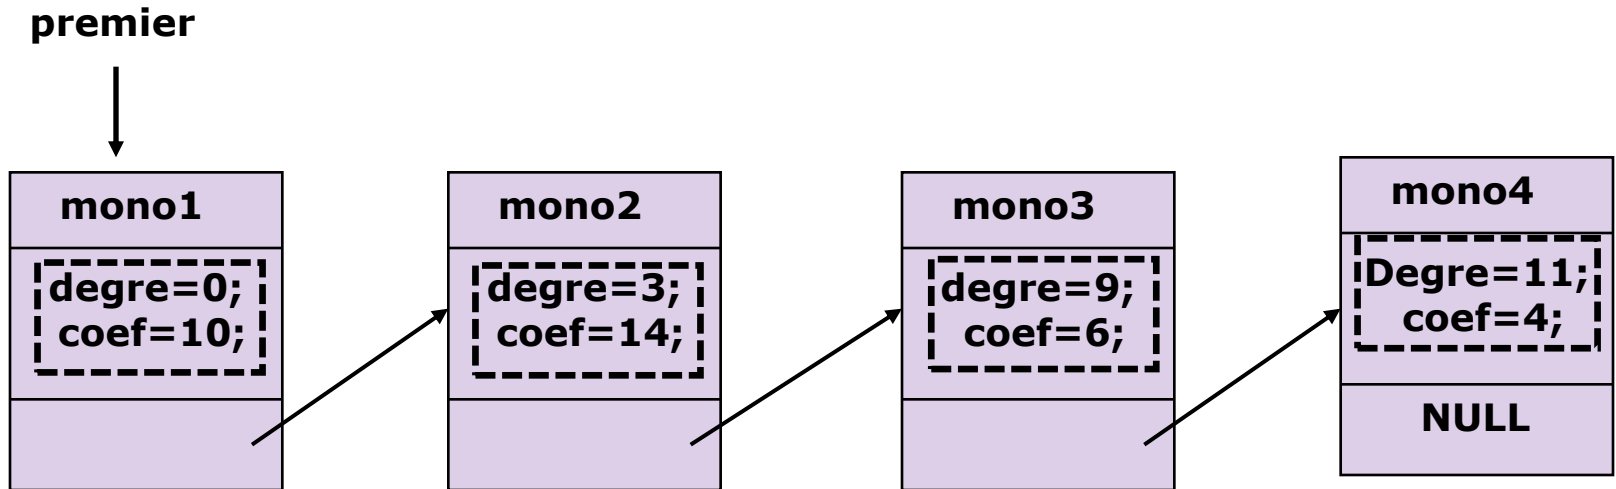 premier
mono1
degre=0;
coef=10;
mono2
degre=3;
coef=14;
mono3
degre=9;
coef=6;
mono4
Degre=11;
coef=4;
NULL